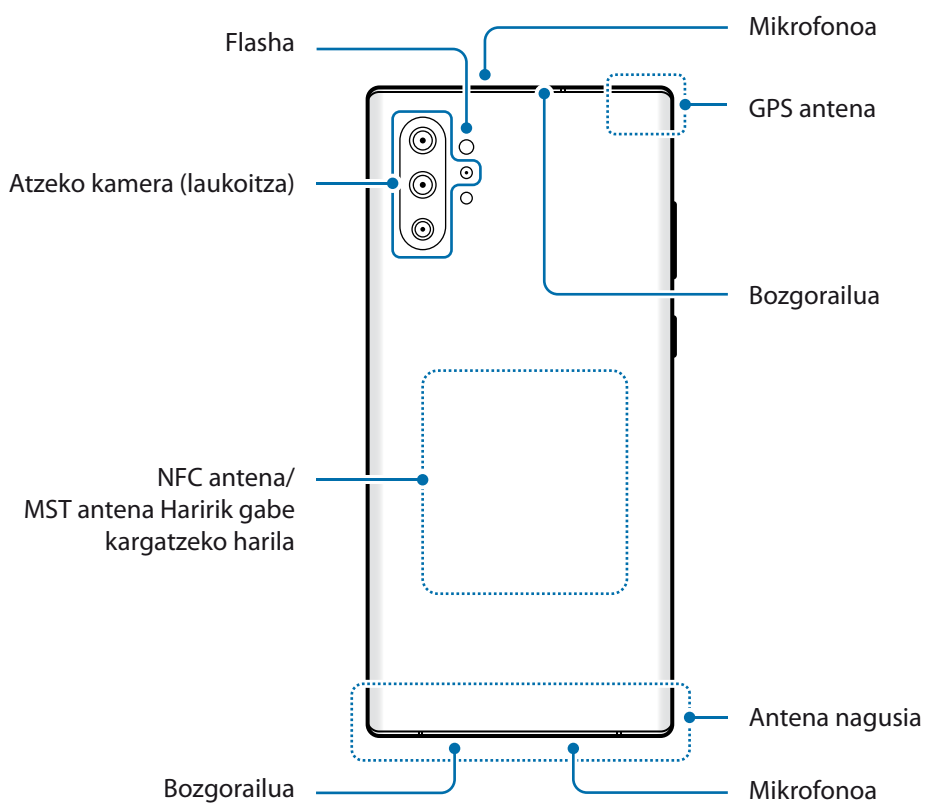 Mikrofonoa
Flasha
GPS antena
Atzeko kamera (laukoitza)
Bozgorailua
NFC antena/
MST antena Haririk gabe
kargatzeko harila
Antena nagusia
Bozgorailua
Mikrofonoa